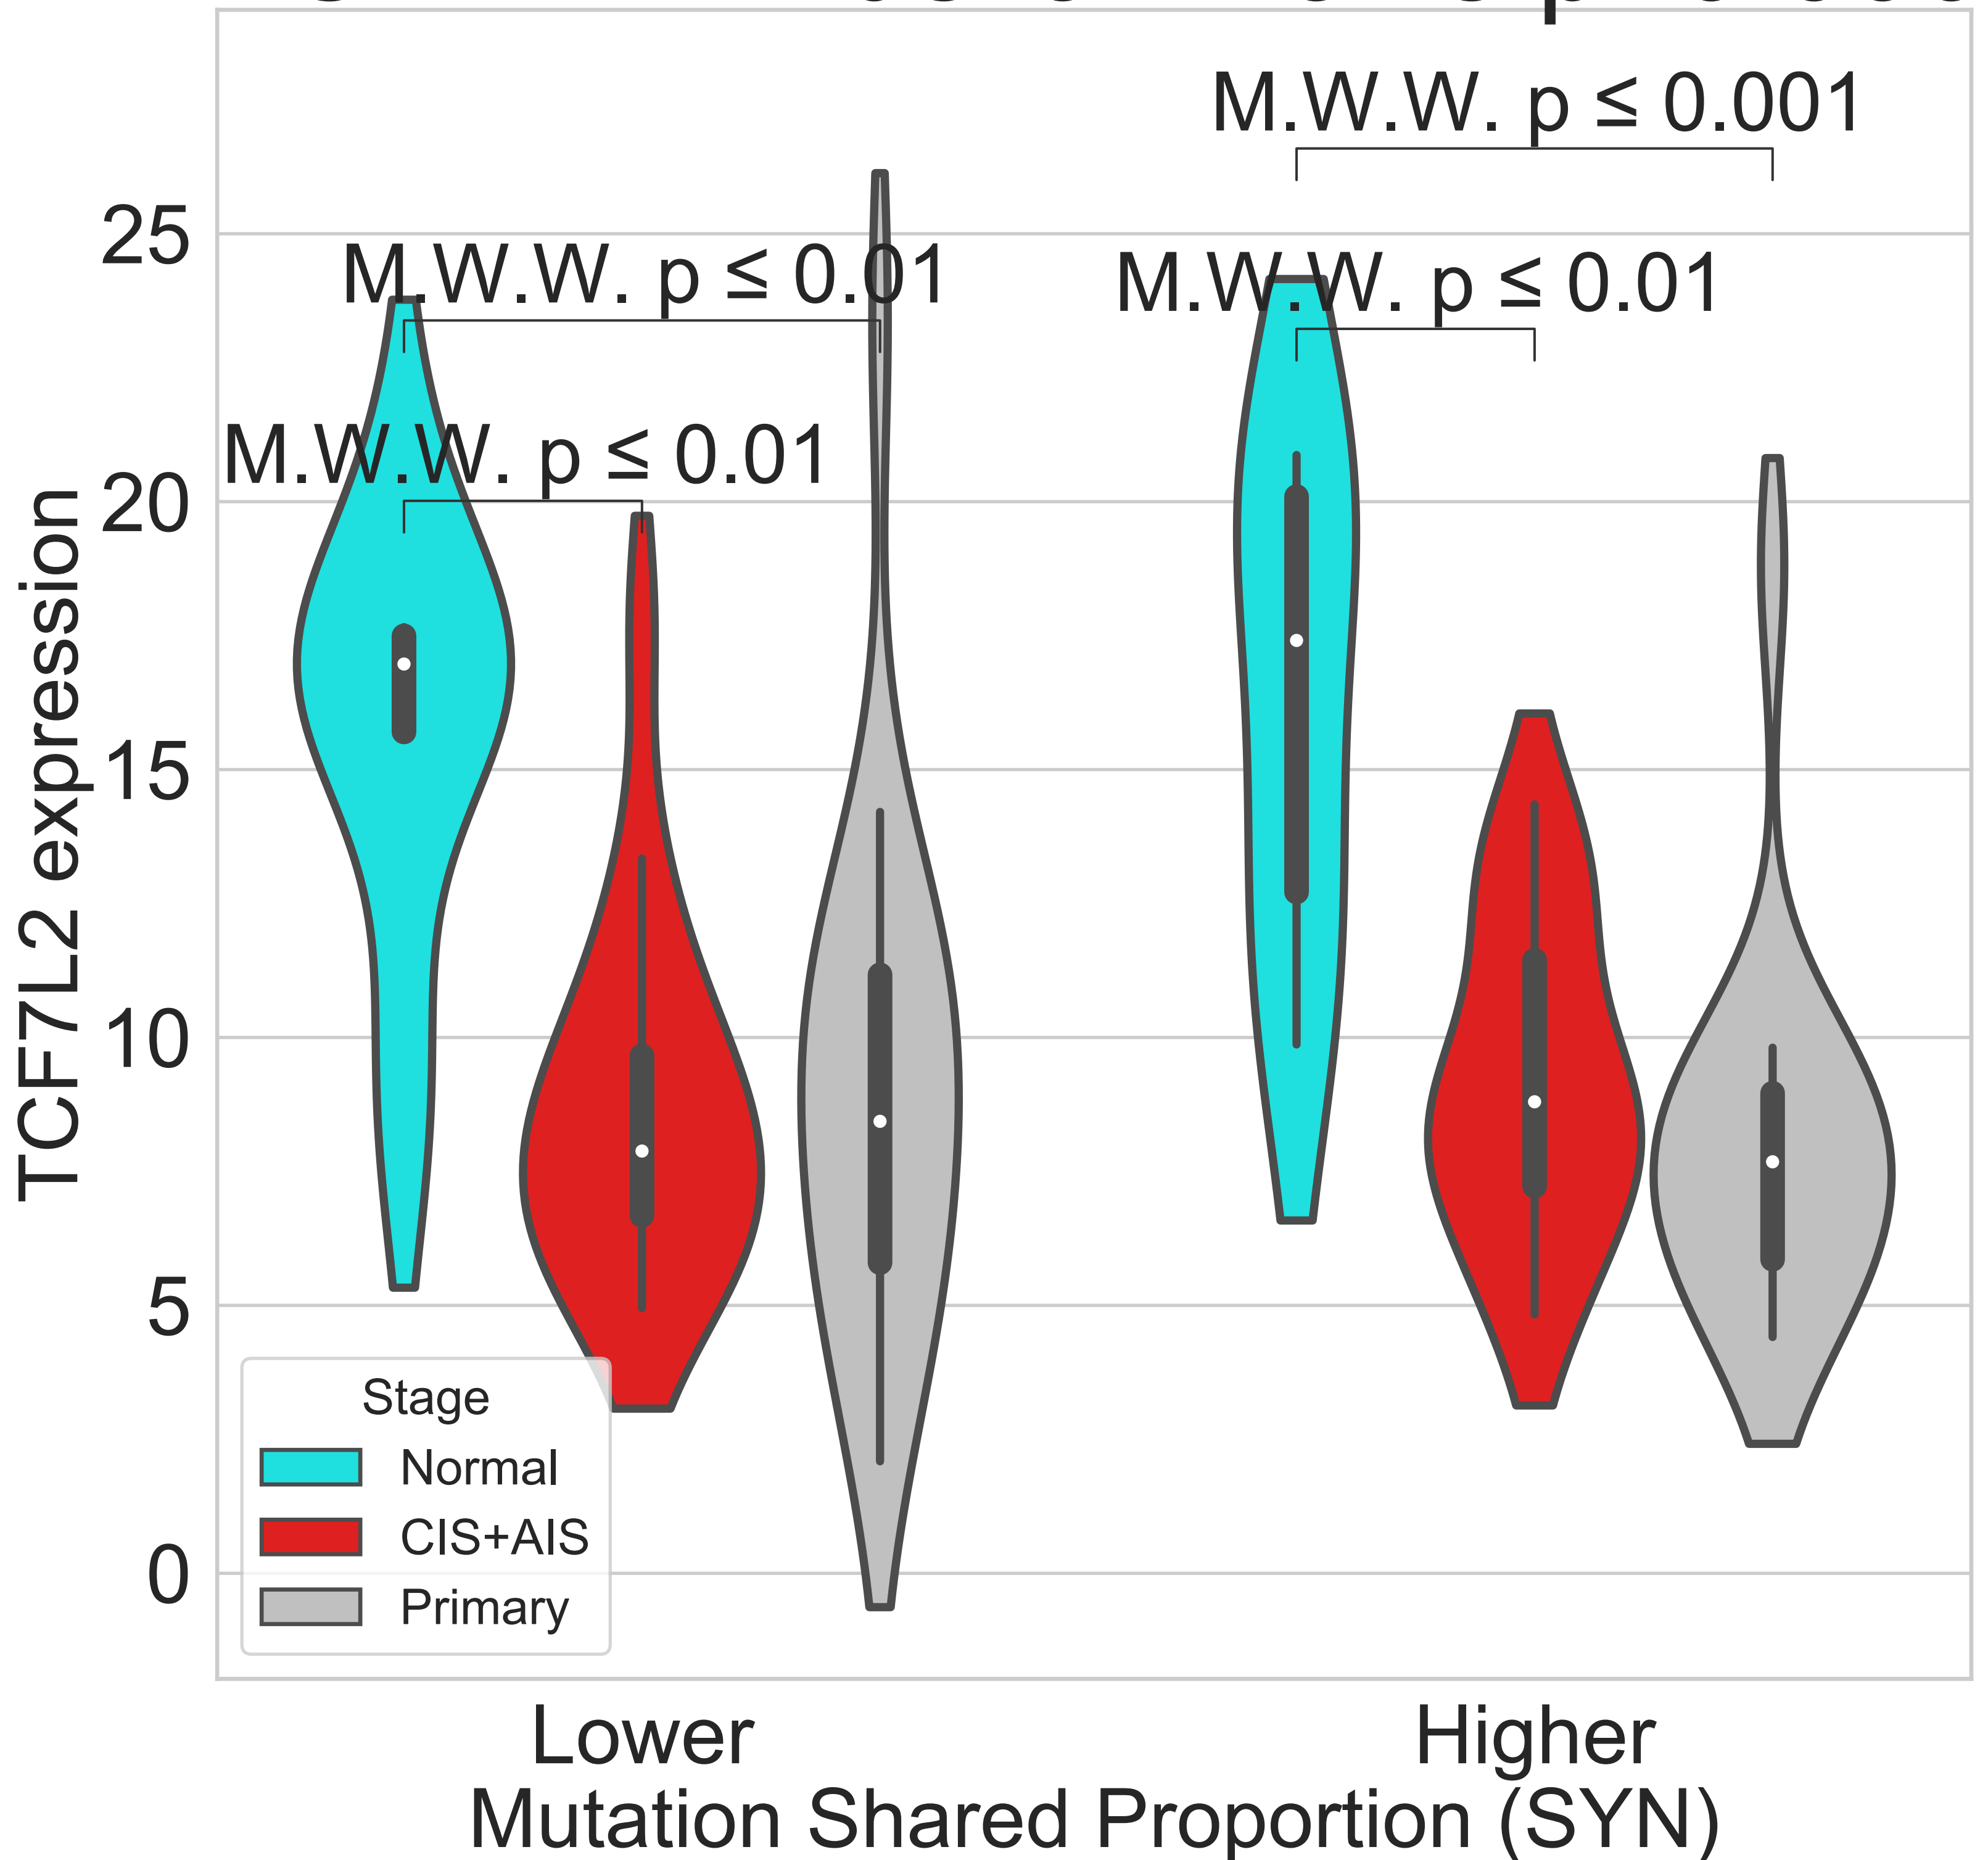 M.W.W. p ≤ 0.001
M.W.W. p ≤ 0.01
M.W.W. p ≤ 0.01
M.W.W. p ≤ 0.01
25
20
15
10
5
0
TCF7L2 expression
Stage
Normal
CIS+AIS
Primary
Lower
Higher
Mutation Shared Proportion (SYN)